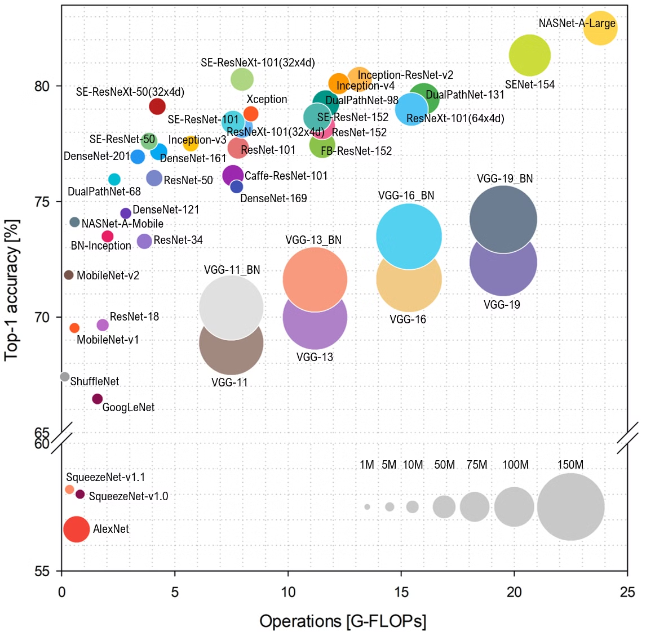 NASNet-A-Large
SE-ResNeXt-101(32x4d)
SENet-154
80
Inception-ResNet-v2
Inception-v4
SE-ResNeXt-50(32x4d)
Xception
DualPathNet-131
DualPathNet-98
SE-ResNet-101
SE-ResNet-152
ResNeXt-101(64x4d)
ResNeXt-101(32x4d)
ResNet-152
SE-ResNet-50
Inception-v3
ResNet-101
FB-ResNet-152
DenseNet-201
DenseNet-161
Caffe-ResNet-101
ResNet-50
DualPathNet-68
DenseNet-169
VGG-16_BN
VGG-19_BN
75
DenseNet-121
NASNet-A-Mobile
BN-Inception
ResNet-34
VGG-13_BN
VGG-11_BN
MobileNet-v2
VGG-19
VGG-16
70
ResNet-18
MobileNet-v1
VGG-13
ShuffleNet
VGG-11
GoogLeNet
65
60
1M 5M 10M 50M 75M 100M 150M
SqueezeNet-v1.1
SqueezeNet-v1.0
AlexNet
55
0 5 10 15 20 25
Operations [G-FLOPs]
Top-1 accuracy [%]